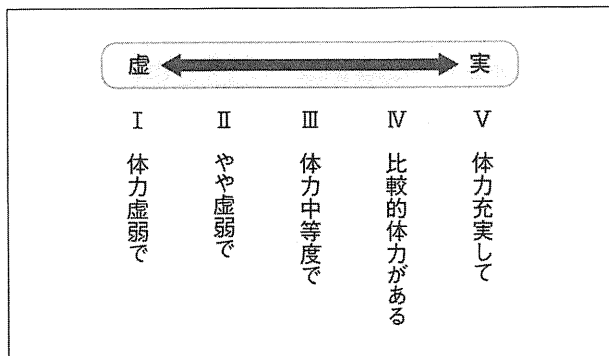 虚 実
Ⅰ 体力虚弱で
Ⅱ やや虚弱で
Ⅲ 体力中等度で
Ⅳ 比較的体力がある
Ⅴ 体力充実して